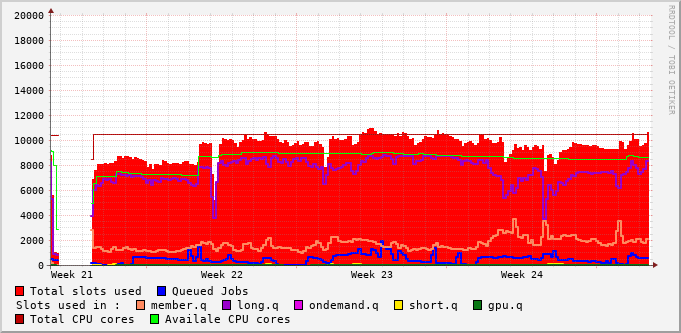 20000
18000
16000
14000
12000
10000
8000
6000
4000
2000
0
Week 21 Week 22 Week 23 Week 24
Total slots used Queued Jobs
Slots used in : member.q long.q ondemand.q short.q gpu.q
Total CPU cores Availale CPU cores
RRDTOOL / TOBI OETIKER